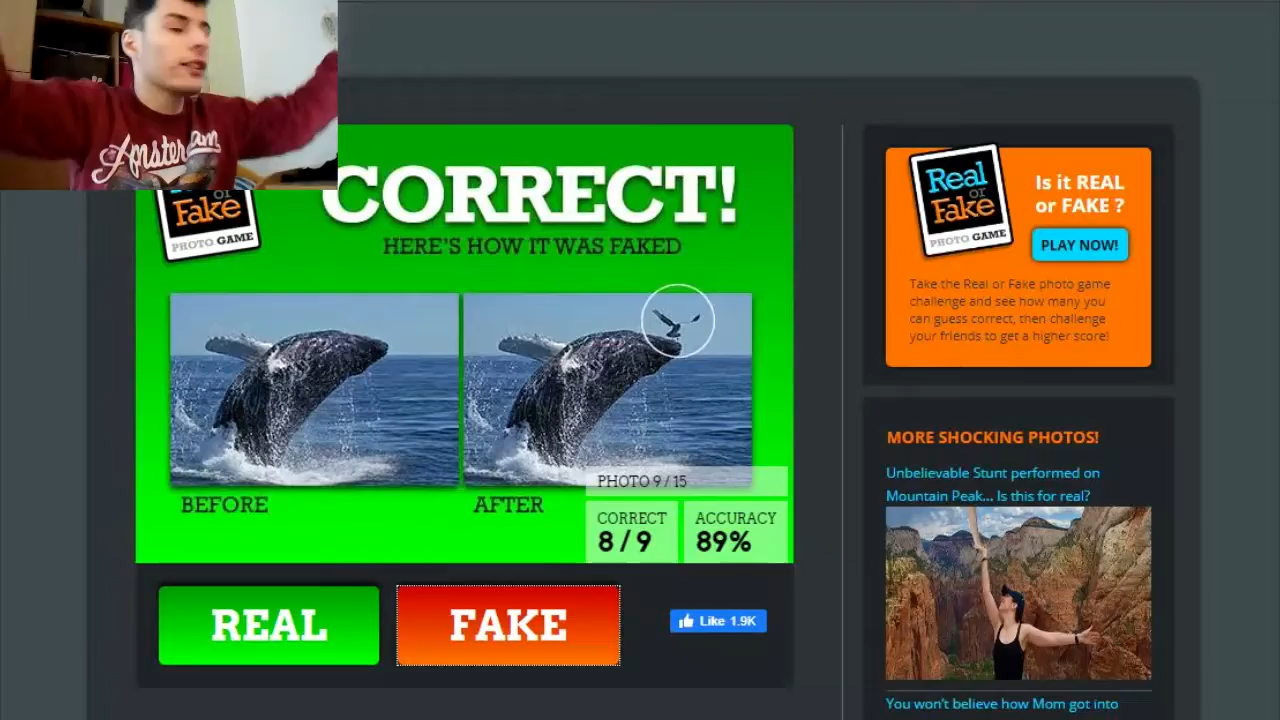 Amsterdam
or
Fake
PHOTO GAME
CORRECT!
HERE'S HOW IT WAS FAKED
BEFORE
AFTER
PHOTO 9 / 15
CORRECT
8 / 9
ACCURACY
89%
REAL
FAKE
Like 1.9K
Real
or
Fake
PHOTO GAME
Is it REAL
or FAKE ?
PLAY NOW!
Take the Real or Fake photo game
challenge and see how many you
can guess correct, then challenge
your friends to get a higher score!
MORE SHOCKING PHOTOS!
Unbelievable Stunt performed on
Mountain Peak... Is this for real?
You won't believe how Mom got into